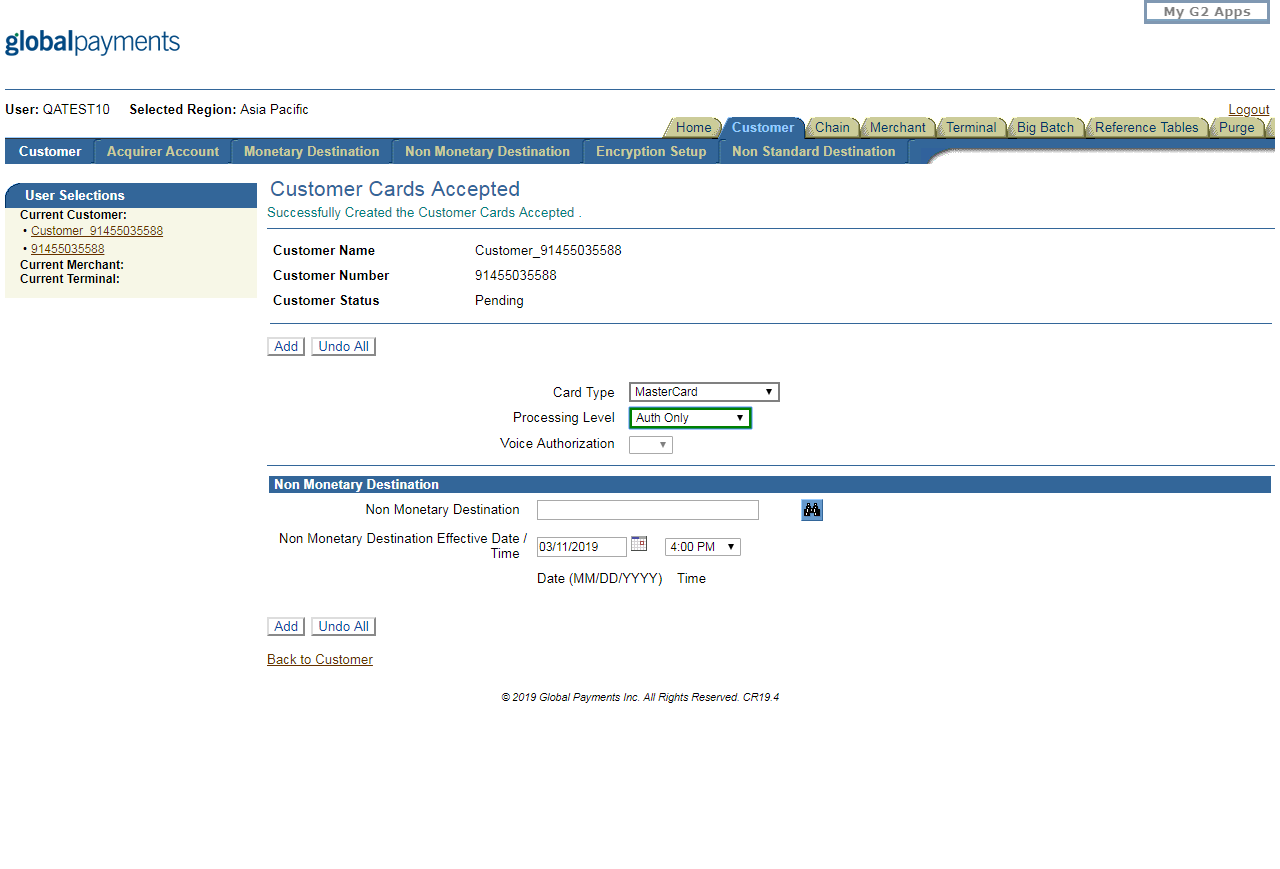 My G2 Apps
globalpayments
User: QATEST10 Selected Region: Asia Pacific
Logout
Home Customer Chain Merchant Terminal Big Batch Reference Tables Purge
Customer Acquirer Account Monetary Destination Non Monetary Destination Encryption Setup Non Standard Destination
User Selections
Current Customer:
• Customer_91455035588
• 91455035588
Current Merchant:
Current Terminal:
Customer Cards Accepted
Successfully Created the Customer Cards Accepted .
Customer Name Customer_91455035588
Customer Number 91455035588
Customer Status Pending
Add Undo All
Card Type MasterCard
Processing Level Auth Only
Voice Authorization
Non Monetary Destination
Non Monetary Destination
Non Monetary Destination Effective Date /
Time 03/11/2019 4:00 PM
Date (MM/DD/YYYY) Time
Add Undo All
Back to Customer
© 2019 Global Payments Inc. All Rights Reserved. CR19.4